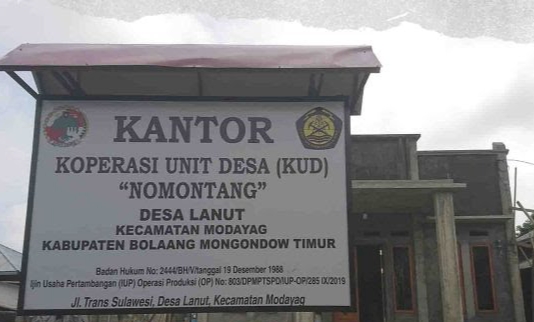 KANTOR
KOPERASI UNIT DESA (KUD)
"NOMONTANG"
DESA LANUT
KECAMATAN MODAYAG
KABUPATEN BOLAANG MONGONDOW TIMUR
Badan Hukum No: 2444/BH/V/tanggal 19 Desember 1988
Ijin Usaha Pertambangan (IUP) Operasi Produksi (OP) No: 803/DPMPTSPD/IUP-OP/285 IX/2019
Jl. Trans Sulawesi, Desa Lanut, Kecamatan Modayag